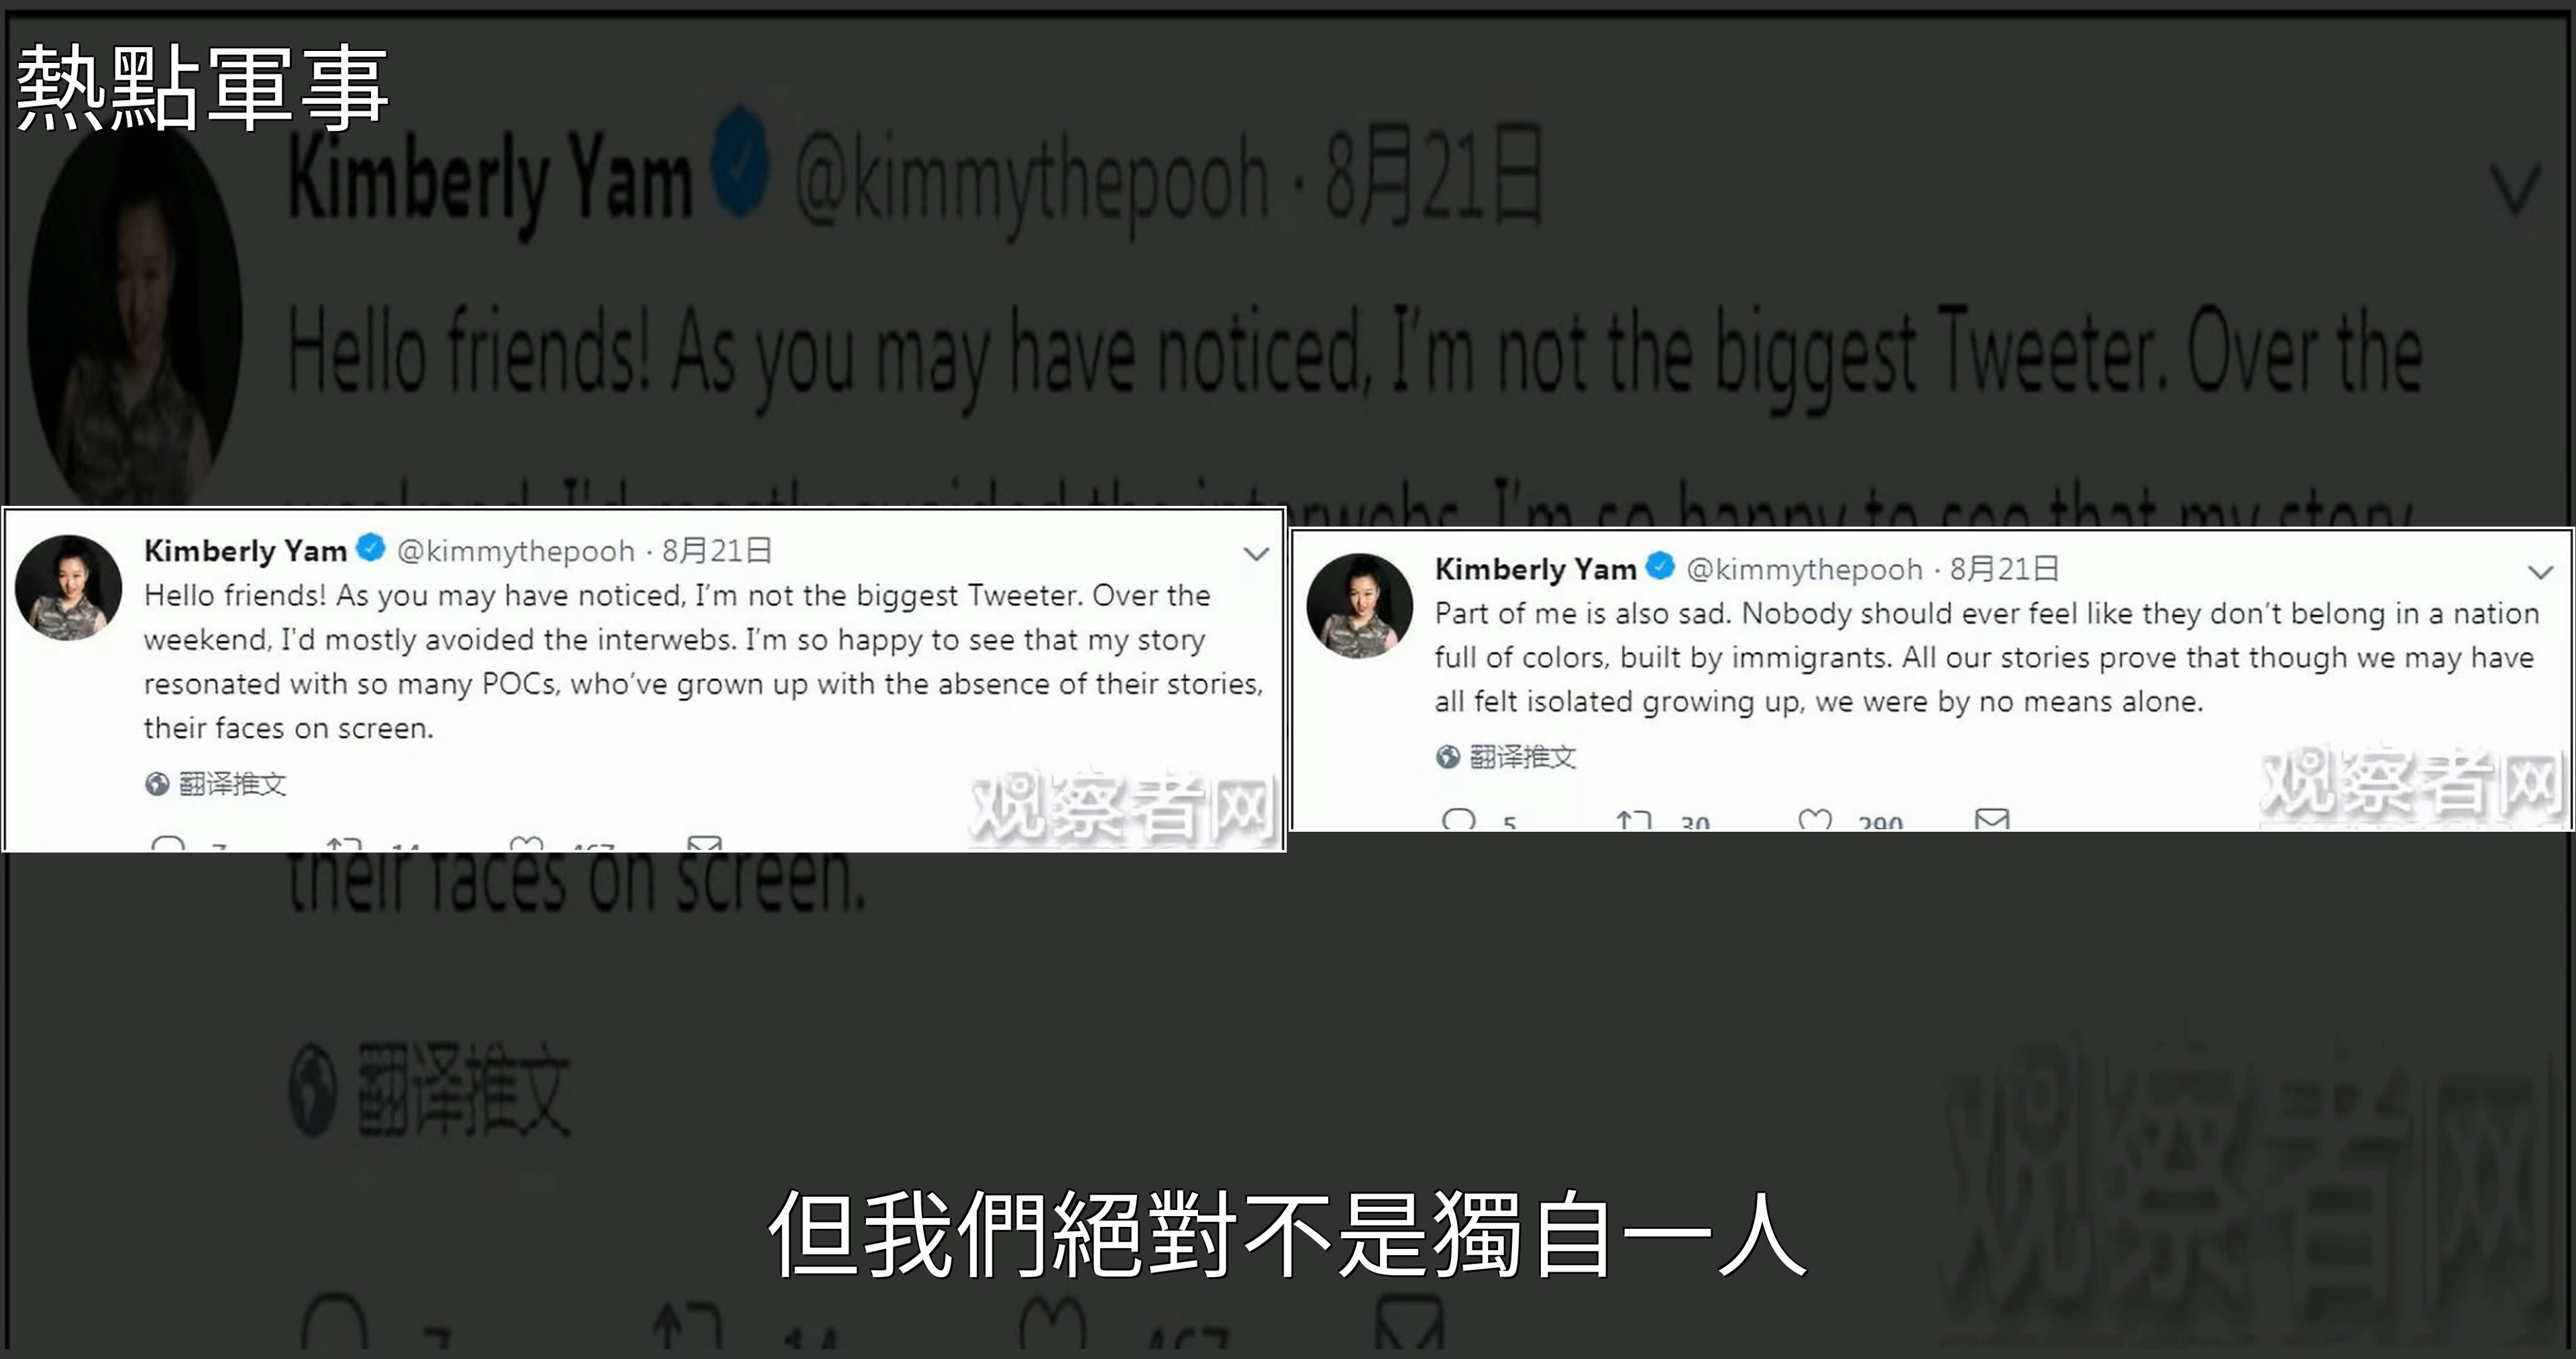 熱點軍事
Kimberly Yam @kimmythepooh · 8月21日
Hello friends! As you may have noticed, I'm not the biggest Tweeter. Over the
Kimberly Yam @kimmythepooh · 8月21日
Hello friends! As you may have noticed, I'm not the biggest Tweeter. Over the
weekend, I'd mostly avoided the interwebs. I'm so happy to see that my story
resonated with so many POCs, who've grown up with the absence of their stories,
their faces on screen.
翻译推文
观察者网
Kimberly Yam @kimmythepooh · 8月21日
Part of me is also sad. Nobody should ever feel like they don't belong in a nation
full of colors, built by immigrants. All our stories prove that though we may have
all felt isolated growing up, we were by no means alone.
翻译推文
观察者网
5 30 290
their faces on screen.
翻译推文
观察者网
但我們絕對不是獨自一人